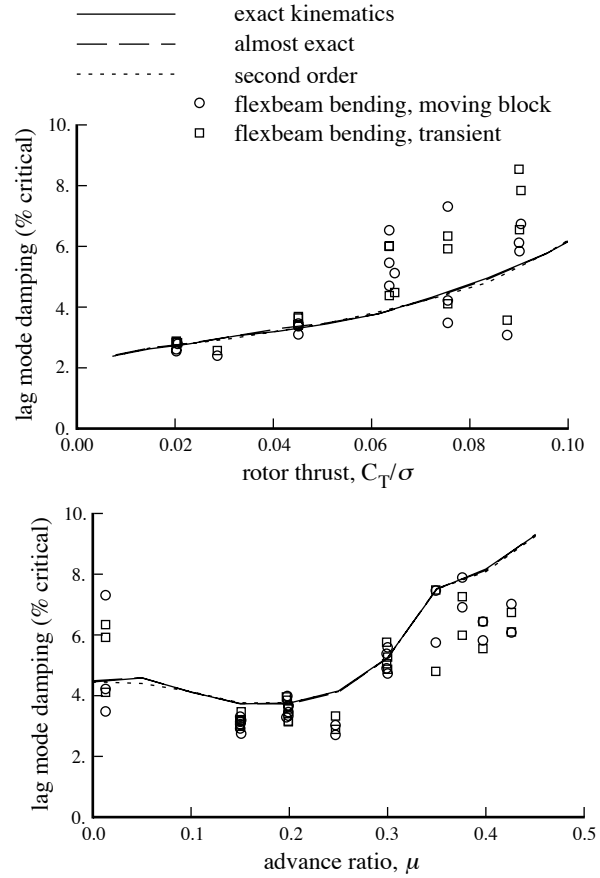 exact kinematics
almost exact
second order
flexbeam bending, moving block
flexbeam bending, transient
lag mode damping (% critical)
10.
8.
6.
4.
2.
0.
0.00 0.02 0.04 0.06 0.08 0.10
rotor thrust, C_T/σ
lag mode damping (% critical)
10.
8.
6.
4.
2.
0.
0.0 0.1 0.2 0.3 0.4 0.5
advance ratio, μ